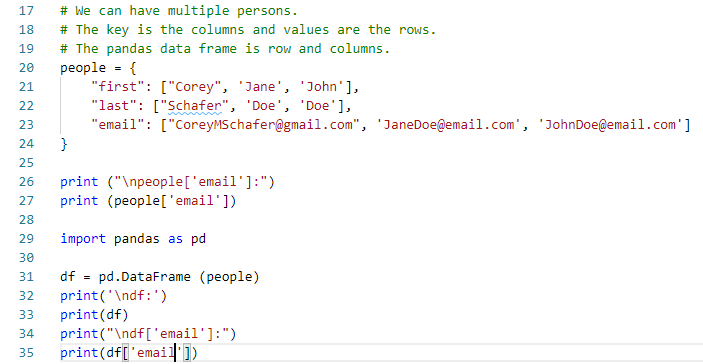 17 # We can have multiple persons.
18 # The key is the columns and values are the rows.
19 # The pandas data frame is row and columns.
20 people = {
21     "first": ["Corey", 'Jane', 'John'],
22     "last": ["Schafer", 'Doe', 'Doe'],
23     "email": ["CoreyMSchafer@gmail.com", 'JaneDoe@email.com', 'JohnDoe@email.com']
24 }
25
26 print ("\npeople['email']:")
27 print (people['email'])
28
29 import pandas as pd
30
31 df = pd.DataFrame (people)
32 print('\ndf:')
33 print(df)
34 print("\ndf['email']:")
35 print(df['email'])